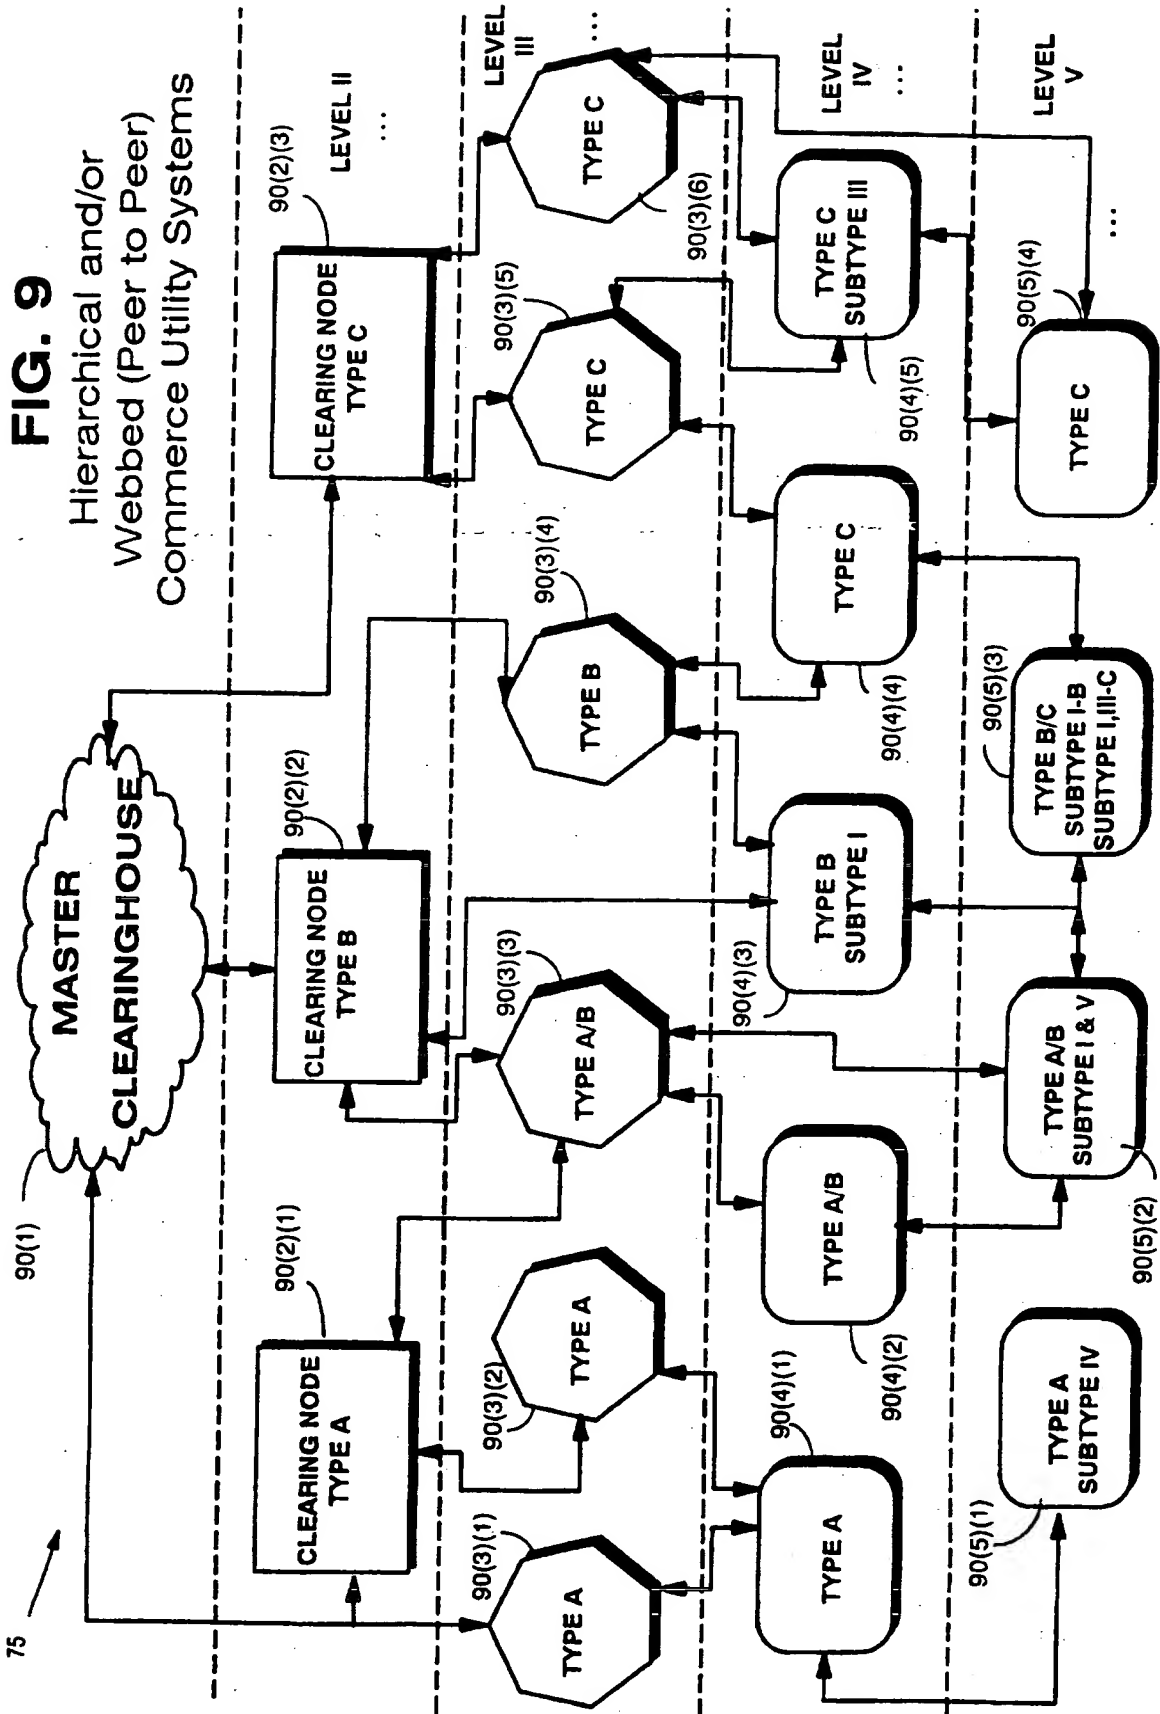 FIG. 9
Hierarchical and/or
Webbed (Peer to Peer)
Commerce Utility Systems
75
90(1)
MASTER
CLEARINGHOUSE
90(2)(1)
CLEARING NODE
TYPE A
90(2)(2)
CLEARING NODE
TYPE B
90(2)(3)
CLEARING NODE
TYPE C
LEVEL II
...
90(3)(1)
TYPE A
90(3)(2)
TYPE A
90(3)(3)
TYPE A/B
90(3)(4)
TYPE B
90(3)(5)
TYPE C
90(3)(6)
TYPE C
LEVEL
III
...
90(4)(1)
TYPE A
90(4)(2)
TYPE A/B
90(4)(3)
TYPE B
SUBTYPE I
90(4)(4)
TYPE C
90(4)(5)
TYPE C
SUBTYPE III
LEVEL
IV
...
90(5)(1)
TYPE A
SUBTYPE IV
90(5)(2)
TYPE A/B
SUBTYPE I & V
90(5)(3)
TYPE B/C
SUBTYPE I-B
SUBTYPE I,III-C
90(5)(4)
TYPE C
LEVEL
V
...